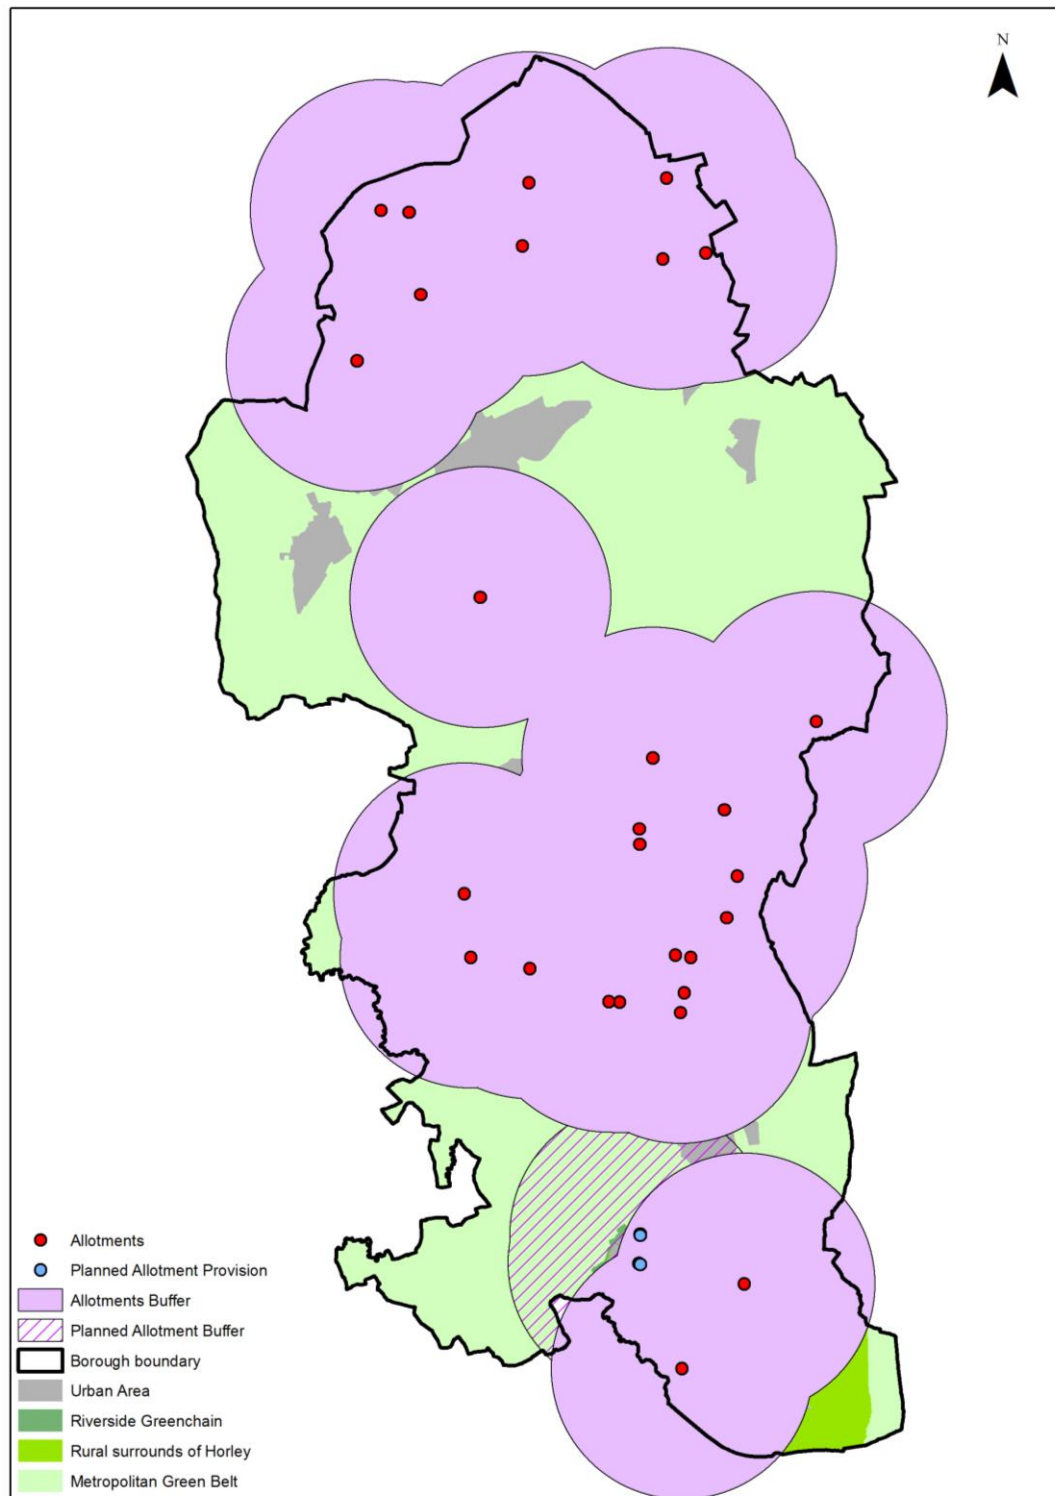 N
Allotments
Planned Allotment Provision
Allotments Buffer
Planned Allotment Buffer
Borough boundary
Urban Area
Riverside Greenchain
Rural surrounds of Horley
Metropolitan Green Belt